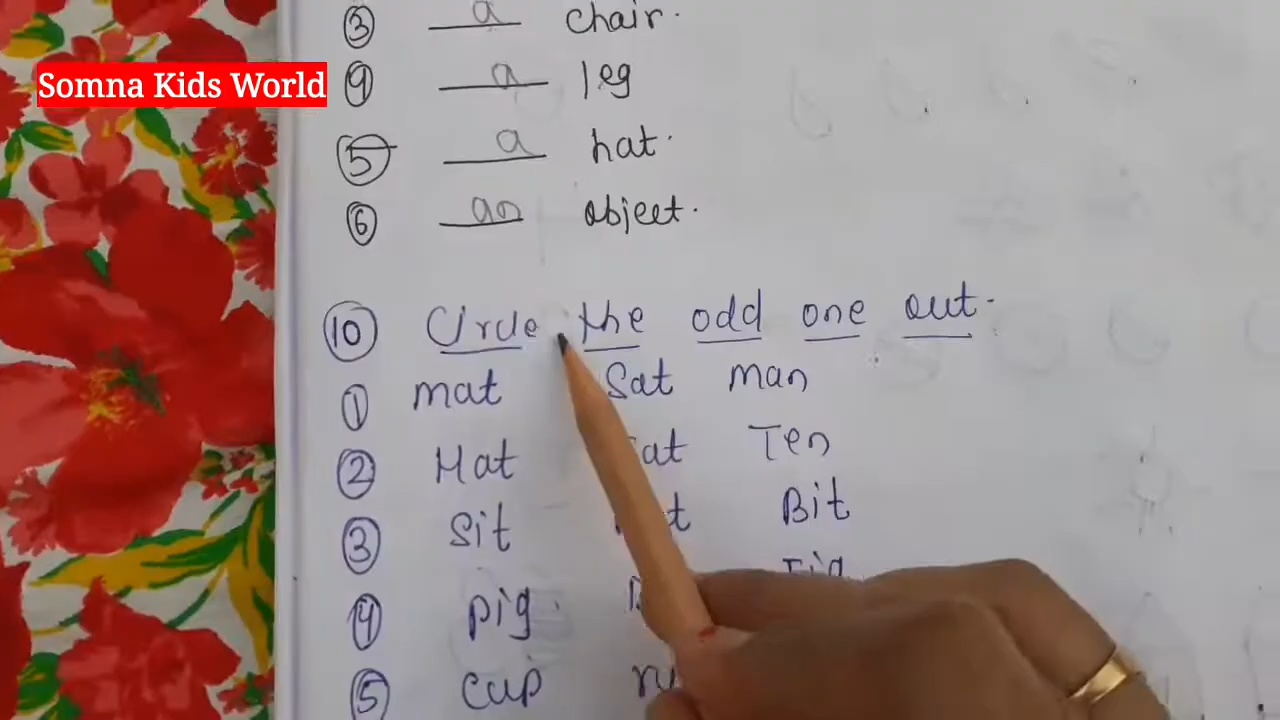 ③ a chair.
Somna Kids World
④ a leg
⑤ a hat.
⑥ an object.
⑩ Circle the odd one out.
① mat Sat man
② Hat Ten
③ Sit Bit
④ pig
⑤ cup